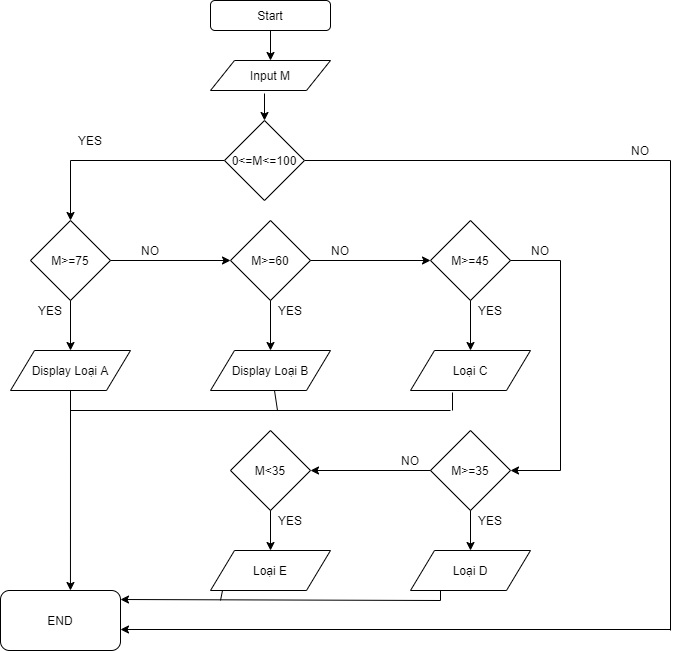 Start
Input M
YES
0<=M<=100
NO
M>=75
NO
M>=60
NO
M>=45
NO
YES
YES
YES
Display Loại A
Display Loại B
Loại C
M<35
NO
M>=35
YES
YES
Loại E
Loại D
END